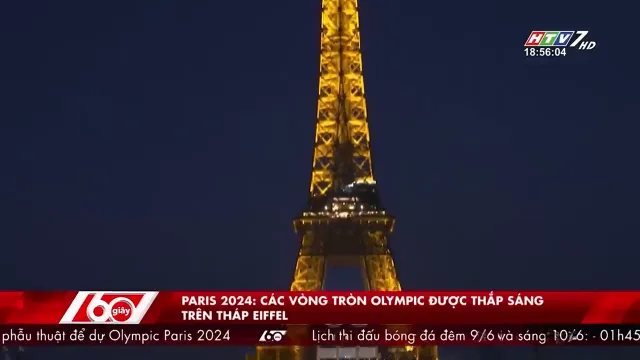 HTV7 HD
18:56:04
60 giây
PARIS 2024: CÁC VÒNG TRÒN OLYMPIC ĐƯỢC THẮP SÁNG
TRÊN THÁP EIFFEL
phẫu thuật để dự Olympic Paris 2024 60 giây Lịch thi đấu bóng đá đêm 9/6 và sáng 10/6: - 01h45